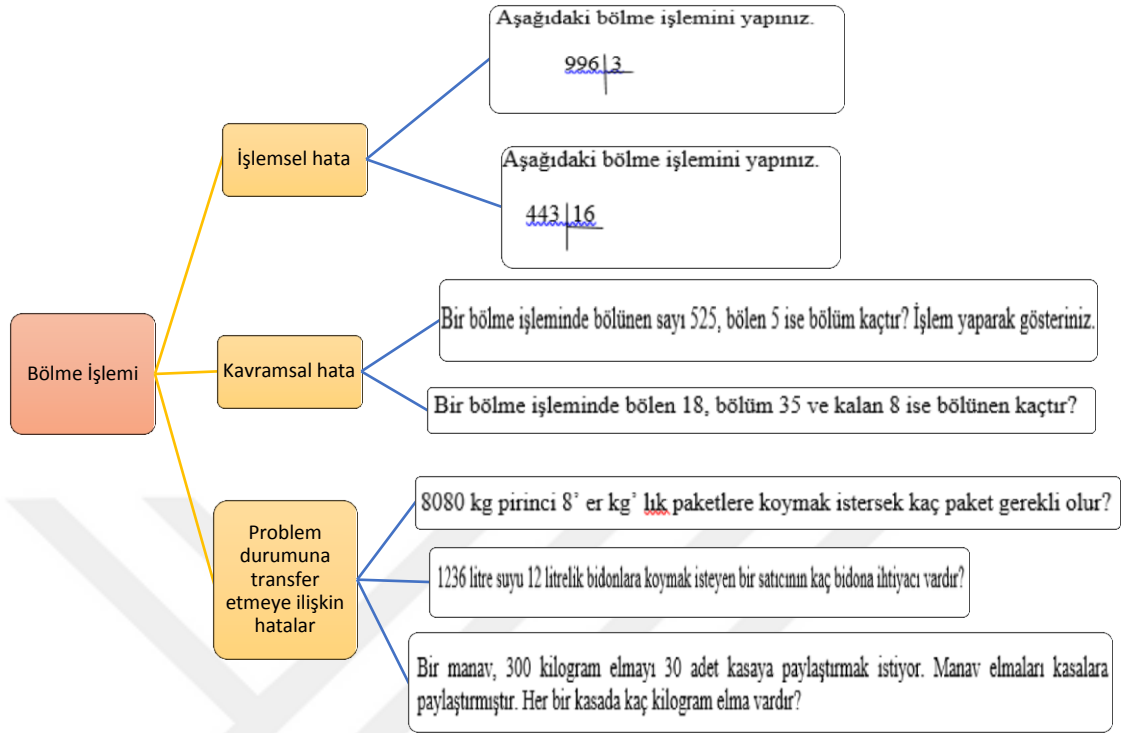 Aşağıdaki bölme işlemini yapınız.
996 3
İşlemsel hata
Aşağıdaki bölme işlemini yapınız.
443 16
Bölme İşlemi
Kavramsal hata
Bir bölme işleminde bölünen sayı 525, bölen 5 ise bölüm kaçtır? İşlem yaparak gösteriniz.
Bir bölme işleminde bölen 18, bölüm 35 ve kalan 8 ise bölünen kaçtır?
Problem
durumuna
transfer
etmeye ilişkin
hatalar
8080 kg pirinci 8’ er kg’ lık paketlere koymak istersek kaç paket gerekli olur?
1236 litre suyu 12 litrelik bidonlara koymak isteyen bir satıcının kaç bidona ihtiyacı vardır?
Bir manav, 300 kilogram elmayı 30 adet kasaya paylaştırmak istiyor. Manav elmaları kasalara
paylaştırmıştır. Her bir kasada kaç kilogram elma vardır?